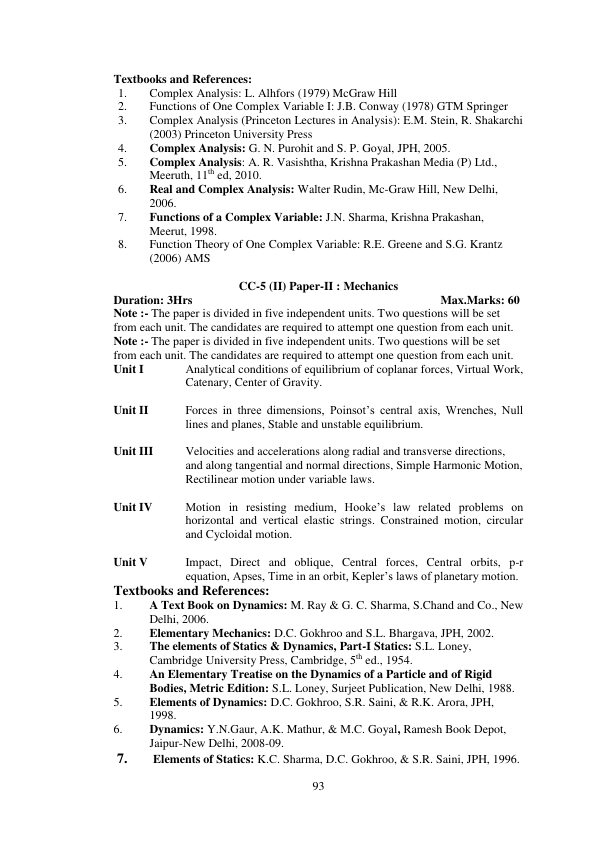 Textbooks and References:
1. Complex Analysis: L. Alhfors (1979) McGraw Hill
2. Functions of One Complex Variable I: J.B. Conway (1978) GTM Springer
3. Complex Analysis (Princeton Lectures in Analysis): E.M. Stein, R. Shakarchi
(2003) Princeton University Press
4. Complex Analysis: G. N. Purohit and S. P. Goyal, JPH, 2005.
5. Complex Analysis: A. R. Vasishtha, Krishna Prakashan Media (P) Ltd.,
Meeruth, 11th ed, 2010.
6. Real and Complex Analysis: Walter Rudin, Mc-Graw Hill, New Delhi,
2006.
7. Functions of a Complex Variable: J.N. Sharma, Krishna Prakashan,
Meerut, 1998.
8. Function Theory of One Complex Variable: R.E. Greene and S.G. Krantz
(2006) AMS
CC-5 (II) Paper-II : Mechanics
Duration: 3Hrs Max.Marks: 60
Note :- The paper is divided in five independent units. Two questions will be set
from each unit. The candidates are required to attempt one question from each unit.
Note :- The paper is divided in five independent units. Two questions will be set
from each unit. The candidates are required to attempt one question from each unit.
Unit I Analytical conditions of equilibrium of coplanar forces, Virtual Work,
Catenary, Center of Gravity.
Unit II Forces in three dimensions, Poinsot's central axis, Wrenches, Null
lines and planes, Stable and unstable equilibrium.
Unit III Velocities and accelerations along radial and transverse directions,
and along tangential and normal directions, Simple Harmonic Motion,
Rectilinear motion under variable laws.
Unit IV Motion in resisting medium, Hooke's law related problems on
horizontal and vertical elastic strings. Constrained motion, circular
and Cycloidal motion.
Unit V Impact, Direct and oblique, Central forces, Central orbits, p-r
equation, Apses, Time in an orbit, Kepler's laws of planetary motion.
Textbooks and References:
1. A Text Book on Dynamics: M. Ray & G. C. Sharma, S.Chand and Co., New
Delhi, 2006.
2. Elementary Mechanics: D.C. Gokhroo and S.L. Bhargava, JPH, 2002.
3. The elements of Statics & Dynamics, Part-I Statics: S.L. Loney,
Cambridge University Press, Cambridge, 5th ed., 1954.
4. An Elementary Treatise on the Dynamics of a Particle and of Rigid
Bodies, Metric Edition: S.L. Loney, Surjeet Publication, New Delhi, 1988.
5. Elements of Dynamics: D.C. Gokhroo, S.R. Saini, & R.K. Arora, JPH,
1998.
6. Dynamics: Y.N.Gaur, A.K. Mathur, & M.C. Goyal, Ramesh Book Depot,
Jaipur-New Delhi, 2008-09.
7. Elements of Statics: K.C. Sharma, D.C. Gokhroo, & S.R. Saini, JPH, 1996.
93